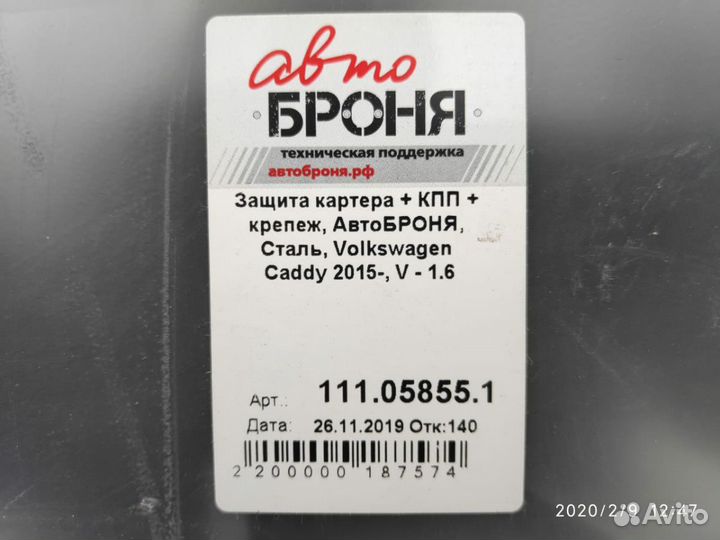 авто
БРОНЯ
техническая поддержка
автоброня.рф
Защита картера + КПП +
крепеж, АвтоБРОНЯ,
Сталь, Volkswagen
Caddy 2015-, V - 1.6
Арт.: 111.05855.1
Дата: 26.11.2019 Отк:140
2 200000 187574
2020/2/9 12:47
Avito